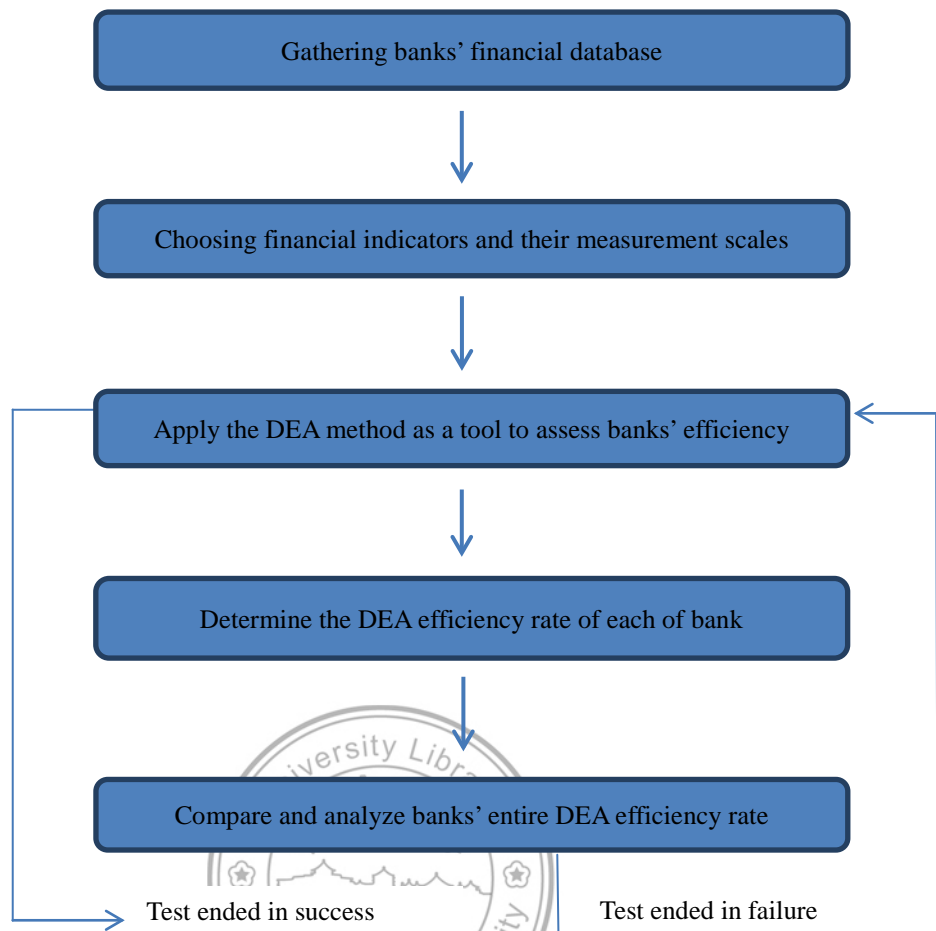 Gathering banks’ financial database
Choosing financial indicators and their measurement scales
Apply the DEA method as a tool to assess banks’ efficiency
Determine the DEA efficiency rate of each of bank
versity Libra
Compare and analyze banks’ entire DEA efficiency rate
Test ended in success
Test ended in failure